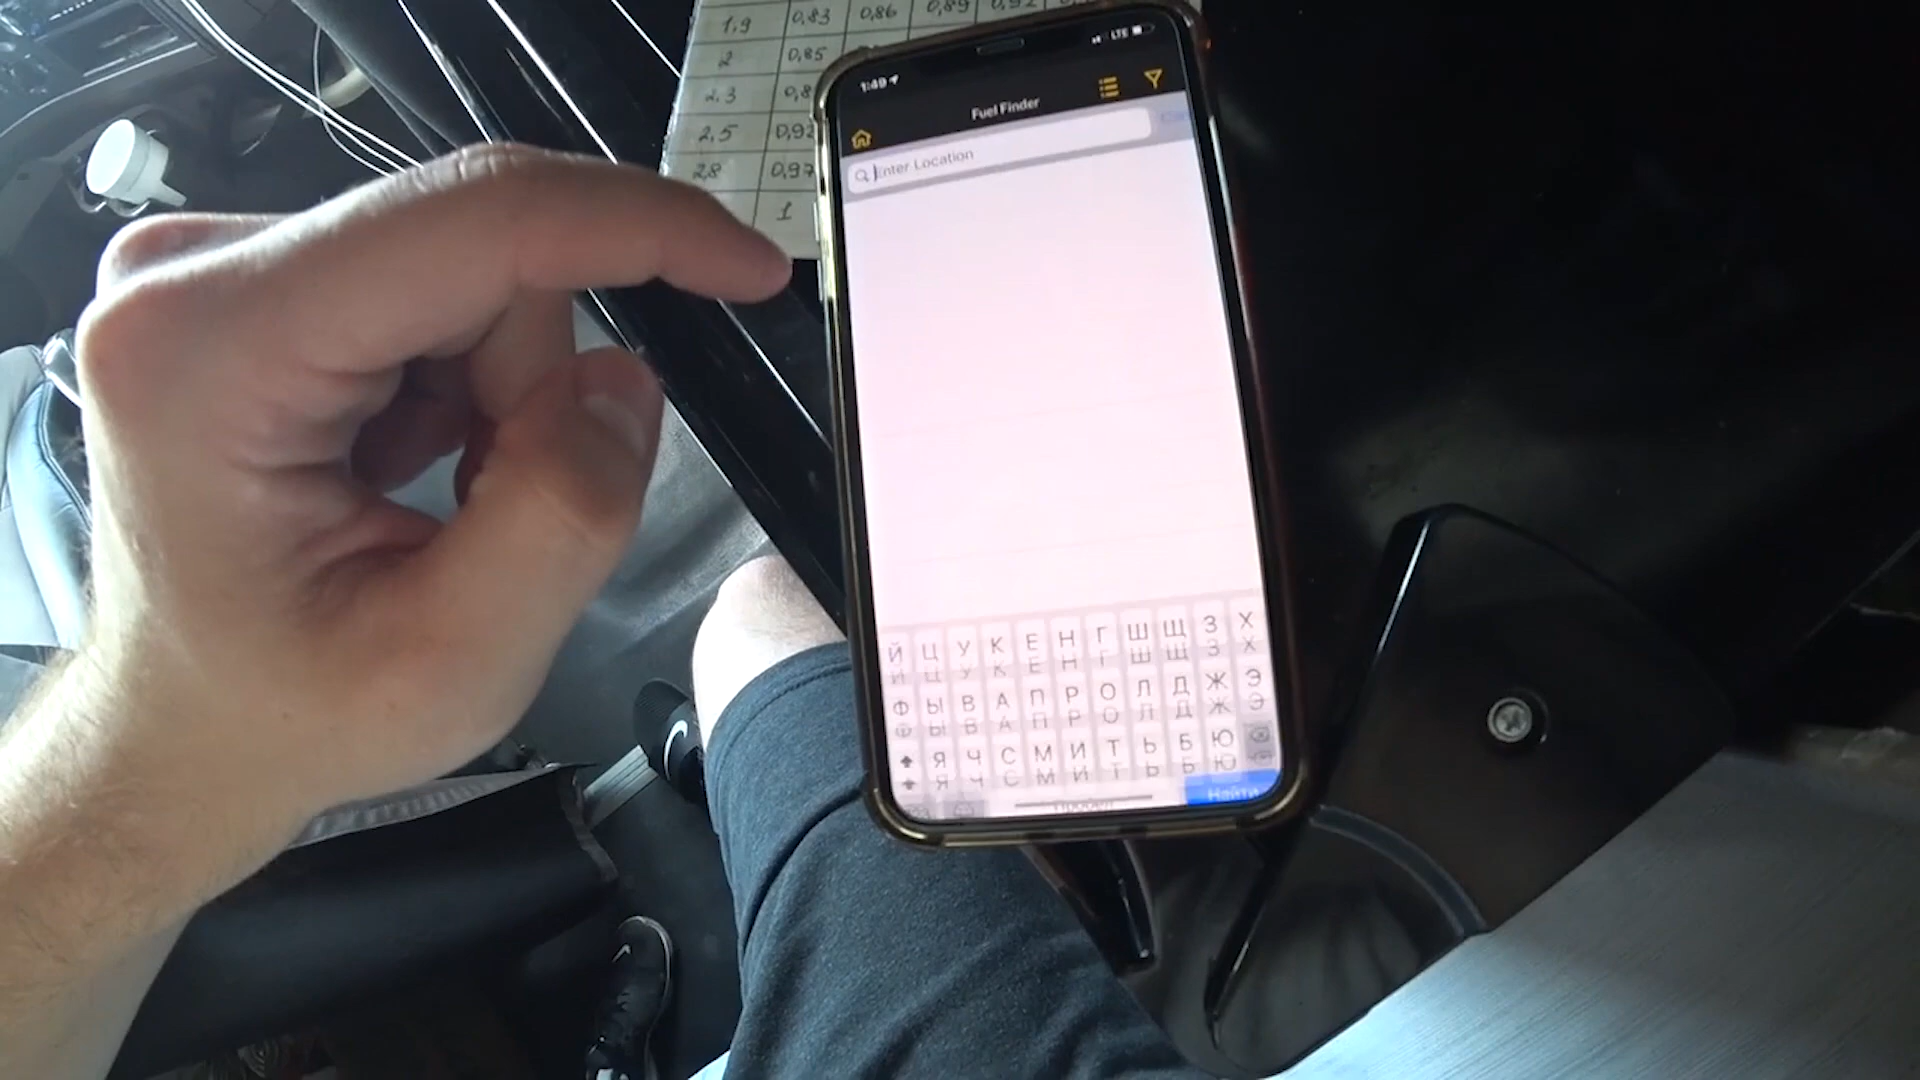 1,9 0,83 0,86 0,89 0,92
2 0,85
2,3
2,5
2,8 0,97
1
1:49 LTE
Fuel Finder
Enter Location
Й Ц У К Е Н Г Ш Щ З Х
Ф Ы В А П Р О Л Д Ж Э
Я Ч С М И Т Ь Б Ю
Пробел Найти